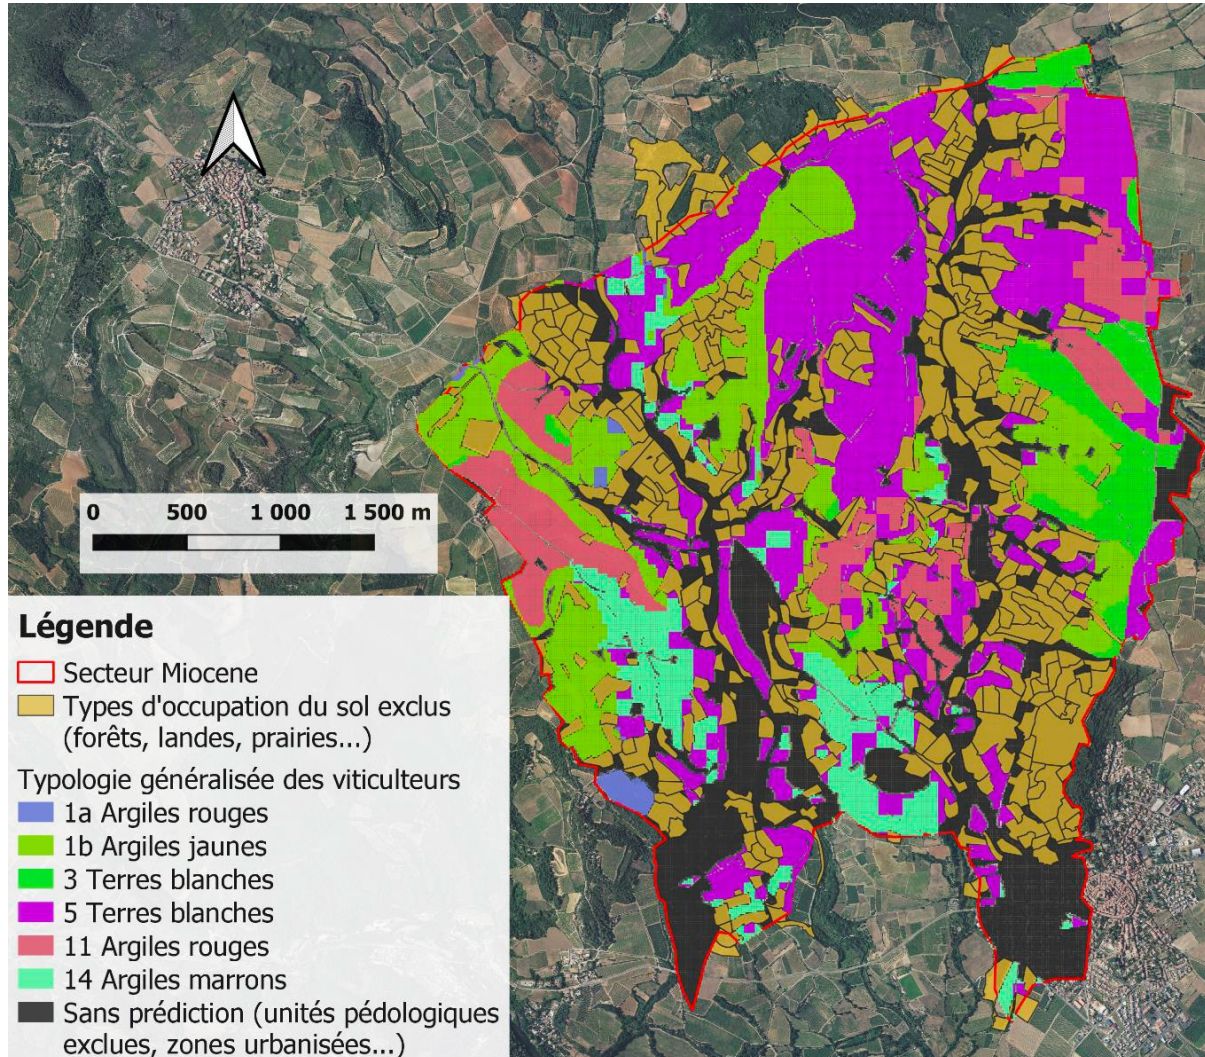 0 500 1 000 1 500 m
Légende
Secteur Miocene
Types d'occupation du sol exclus
(forêts, landes, prairies...)
Typologie généralisée des viticulteurs
1a Argiles rouges
1b Argiles jaunes
3 Terres blanches
5 Terres blanches
11 Argiles rouges
14 Argiles marrons
Sans prédiction (unités pédologiques
exclues, zones urbanisées...)